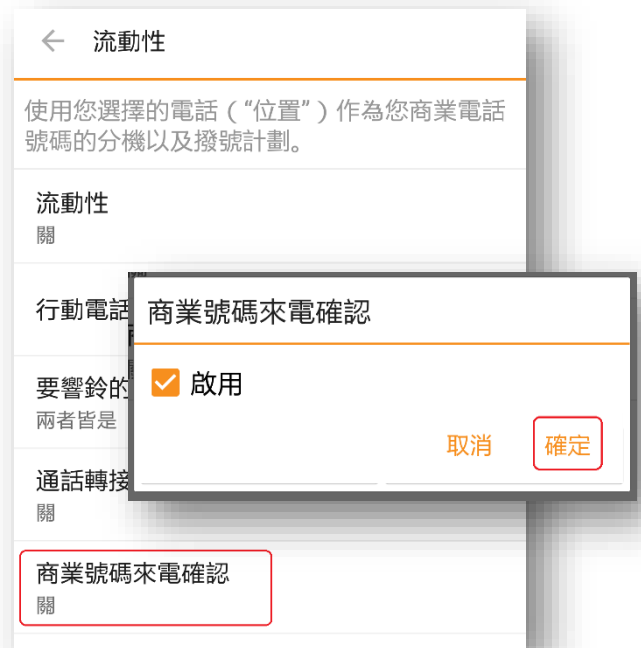 流動性
使用您選擇的電話（“位置”）作為您商業電話
號碼的分機以及撥號計劃。
流動性
關
行動電話
商業號碼來電確認
啟用
取消
確定
要響鈴的
兩者皆是
通話轉接
關
商業號碼來電確認
關